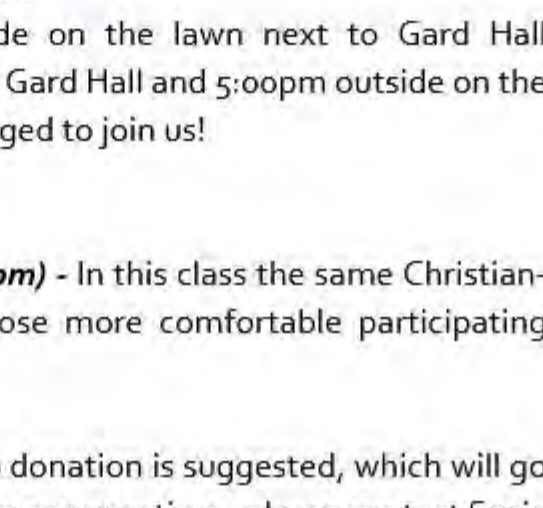 de on the lawn next to Gard Hall
Gard Hall and 5:00pm outside on the
ged to join us!
om) - In this class the same Christian-
ose more comfortable participating
donation is suggested, which will go